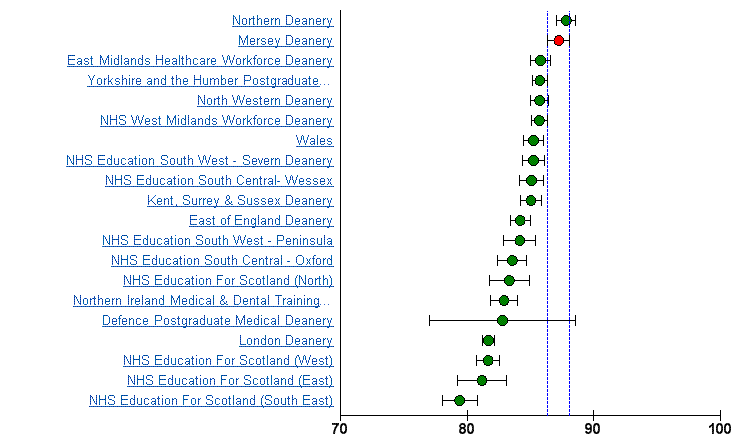 Northern Deanery
Mersey Deanery
East Midlands Healthcare Workforce Deanery
Yorkshire and the Humber Postgraduate...
North Western Deanery
NHS West Midlands Workforce Deanery
Wales
NHS Education South West - Severn Deanery
NHS Education South Central- Wessex
Kent, Surrey & Sussex Deanery
East of England Deanery
NHS Education South West - Peninsula
NHS Education South Central - Oxford
NHS Education For Scotland (North)
Northern Ireland Medical & Dental Training...
Defence Postgraduate Medical Deanery
London Deanery
NHS Education For Scotland (West)
NHS Education For Scotland (East)
NHS Education For Scotland (South East)
70 80 90 100